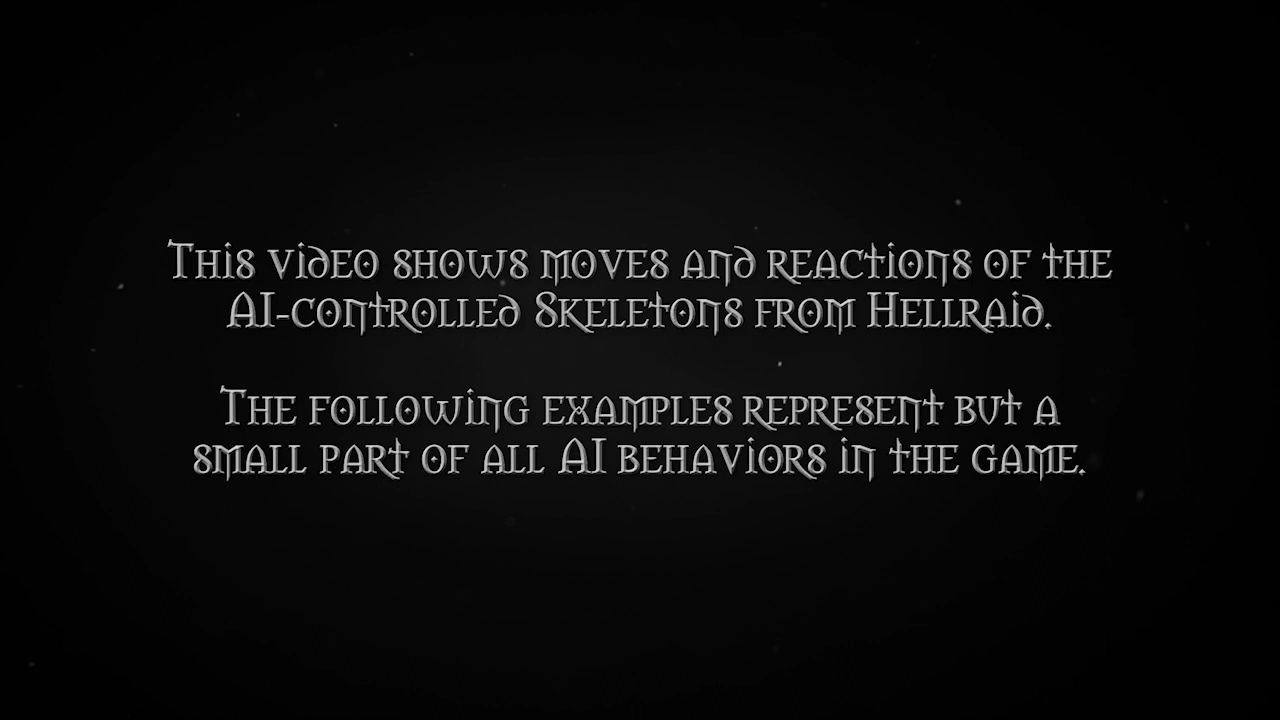 This video shows moves and reactions of the
AI-controlled Skeletons from Hellraid.
The following examples represent but a
small part of all AI behaviors in the game.